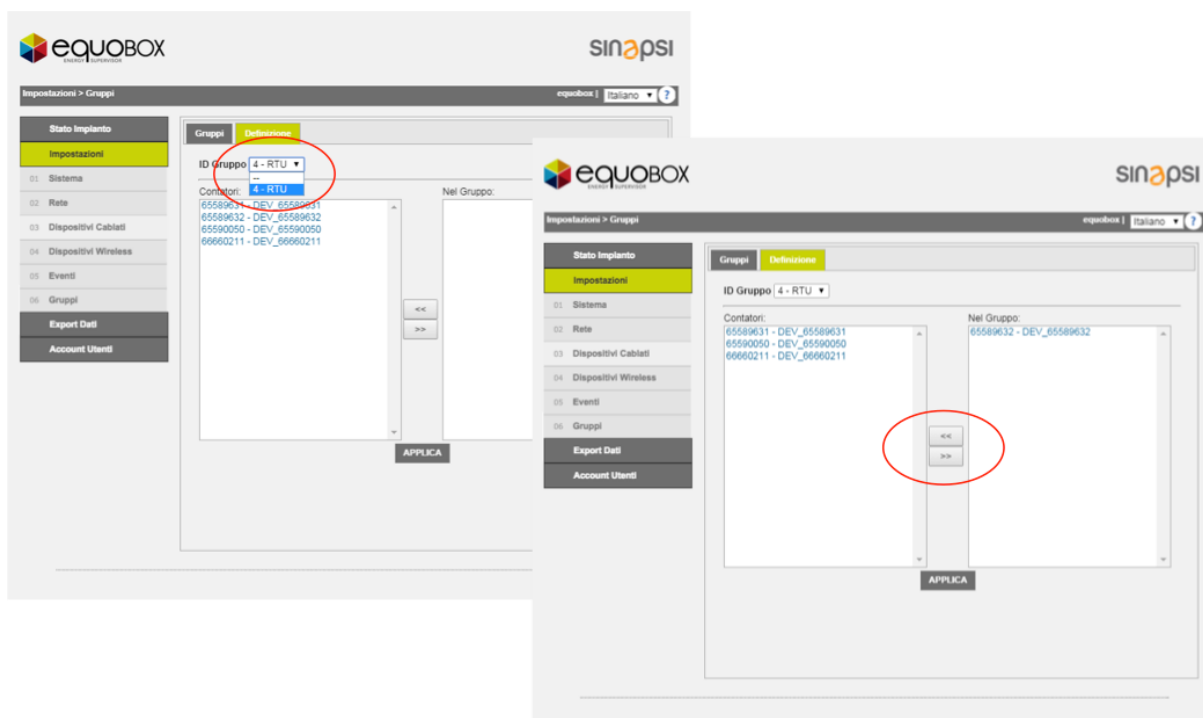 equobox
ENERGY SUPERVISOR
sinapsi
Impostazioni > Gruppi
equobox |
Italiano
?
Stato Impianto
Impostazioni
01 Sistema
02 Rete
03 Dispositivi Cablati
04 Dispositivi Wireless
05 Eventi
06 Gruppi
Export Dati
Account Utenti
Gruppi
Definizione
ID Gruppo
4 - RTU
--
4 - RTU
Contatori:
65589631 - DEV_65589631
65589632 - DEV_65589632
65590050 - DEV_65590050
66660211 - DEV_66660211
<<
>>
Nel Gruppo:
APPLICA
equobox
ENERGY SUPERVISOR
sinapsi
Impostazioni > Gruppi
equobox |
Italiano
?
Stato Impianto
Impostazioni
01 Sistema
02 Rete
03 Dispositivi Cablati
04 Dispositivi Wireless
05 Eventi
06 Gruppi
Export Dati
Account Utenti
Gruppi
Definizione
ID Gruppo
4 - RTU
Contatori:
65589631 - DEV_65589631
65590050 - DEV_65590050
66660211 - DEV_66660211
<<
>>
Nel Gruppo:
65589632 - DEV_65589632
APPLICA